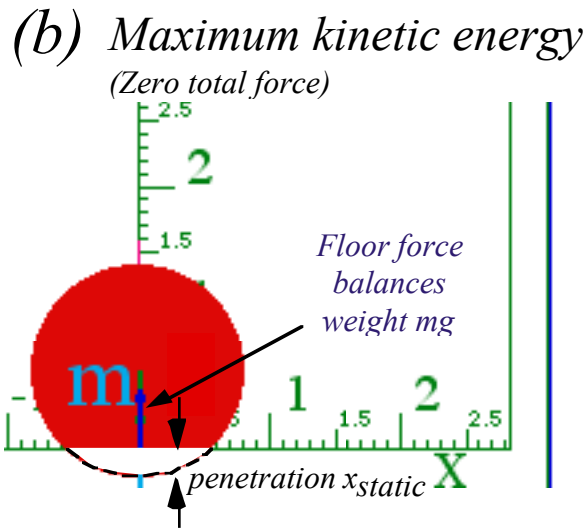 (b) Maximum kinetic energy
(Zero total force)
2.5
2
1.5
Floor force
balances
weight mg
m
1 1.5 2 2.5
penetration xstatic X